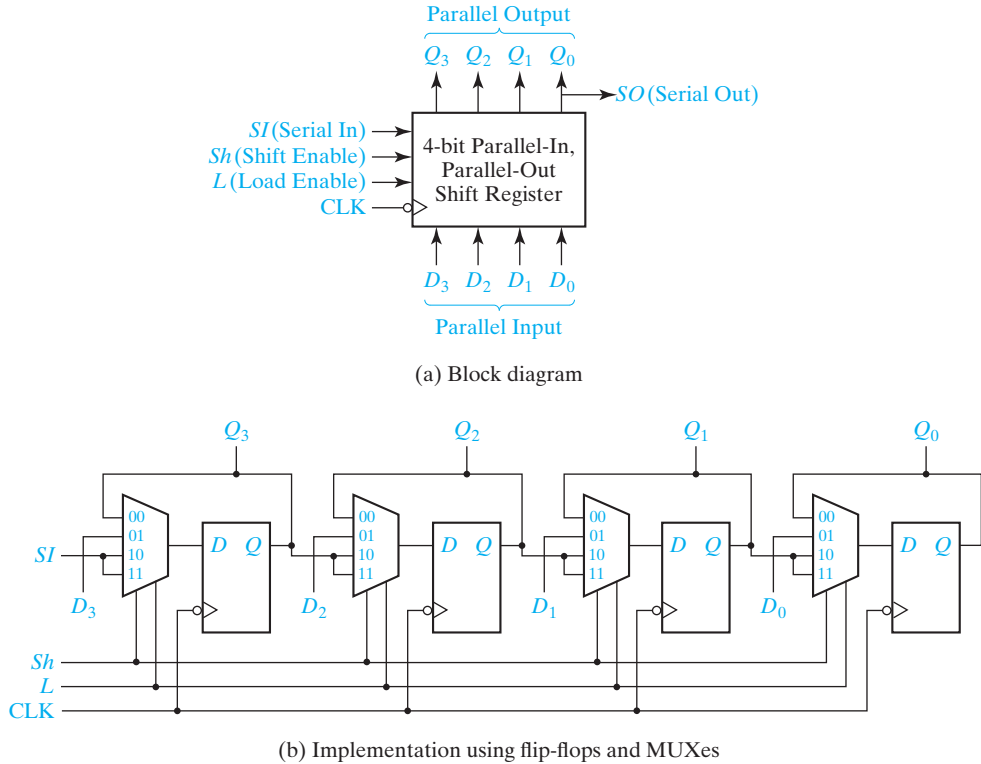 Parallel Output
Q3 Q2 Q1 Q0
SO (Serial Out)
SI (Serial In)
Sh (Shift Enable)
L (Load Enable)
CLK
4-bit Parallel-In,
Parallel-Out
Shift Register
D3 D2 D1 D0
Parallel Input
(a) Block diagram
Q3 Q2 Q1 Q0
00 00 00 00
01 01 01 01
SI 10 D Q 10 D Q 10 D Q 10 D Q
11 11 11 11
D3 D2 D1 D0
Sh
L
CLK
(b) Implementation using flip-flops and MUXes